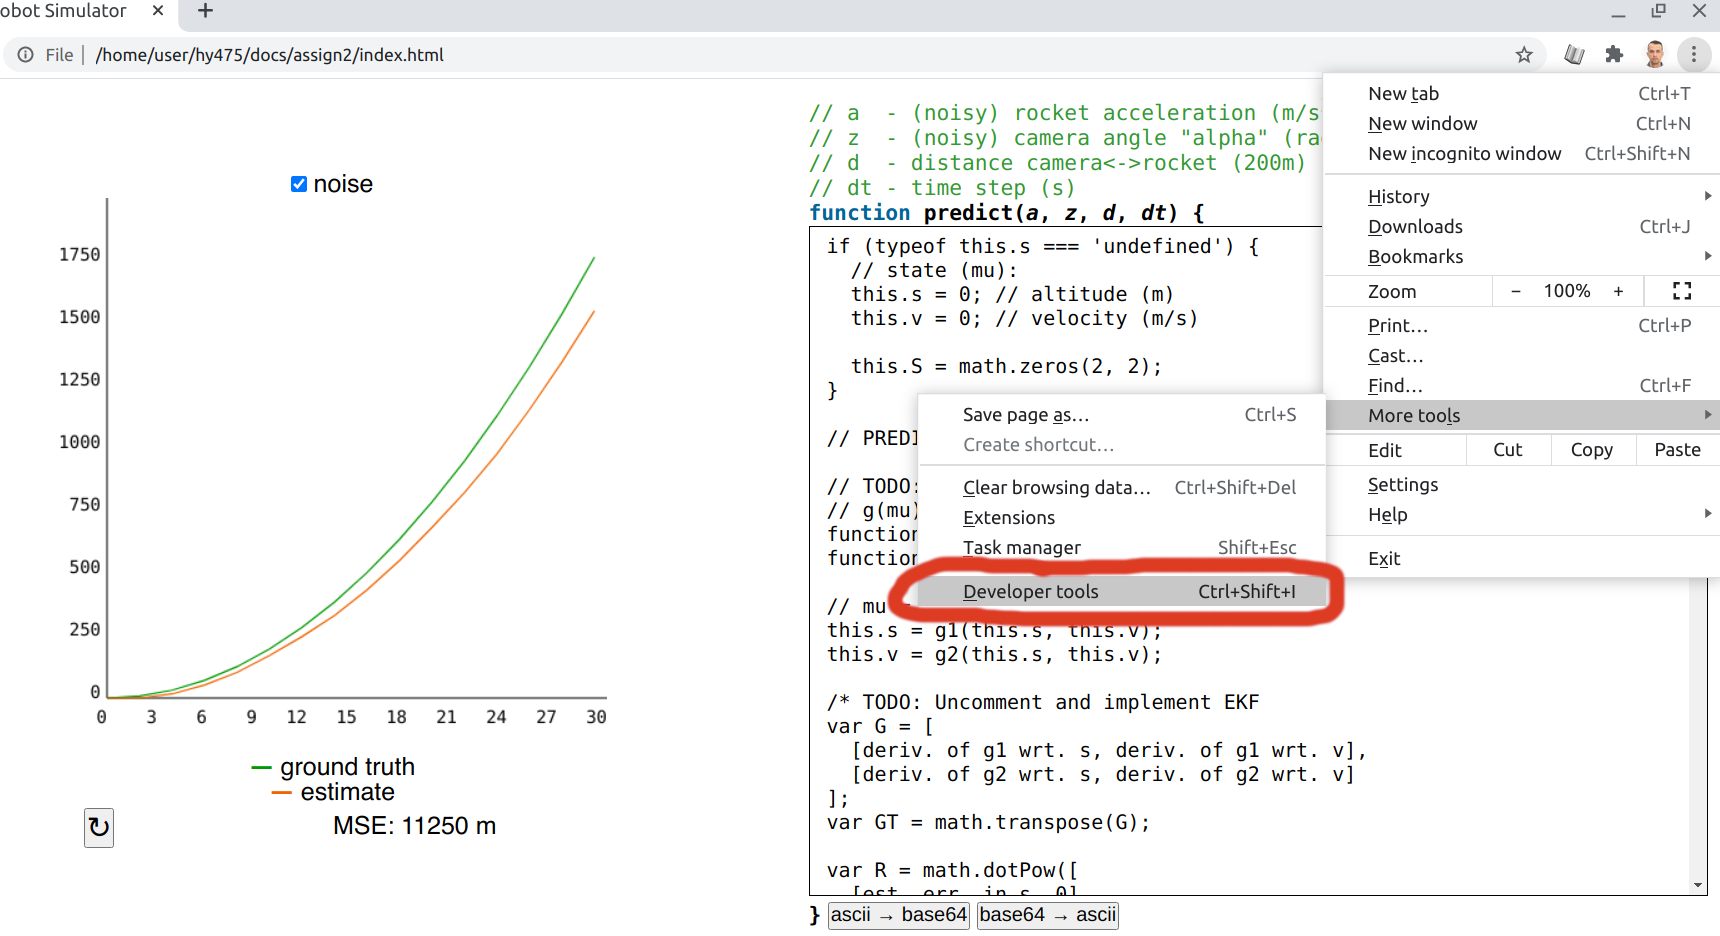 obot Simulator × +
File | /home/user/hy475/docs/assign2/index.html
noise
1750
1500
1250
1000
750
500
250
0
0 3 6 9 12 15 18 21 24 27 30
ground truth
estimate
↻ MSE: 11250 m
// a - (noisy) rocket acceleration (m/s
// z - (noisy) camera angle "alpha" (ra
// d - distance camera<->rocket (200m)
// dt - time step (s)
function predict(a, z, d, dt) {
if (typeof this.s === 'undefined') {
// state (mu):
this.s = 0; // altitude (m)
this.v = 0; // velocity (m/s)
this.S = math.zeros(2, 2);
}
// PREDI
// TODO:
// g(mu)
function
function
// mu =
this.s = g1(this.s, this.v);
this.v = g2(this.s, this.v);
/* TODO: Uncomment and implement EKF
var G = [
[deriv. of g1 wrt. s, deriv. of g1 wrt. v],
[deriv. of g2 wrt. s, deriv. of g2 wrt. v]
];
var GT = math.transpose(G);
var R = math.dotPow([
[est. err. in s, 0]
} ascii → base64 base64 → ascii
New tab Ctrl+T
New window Ctrl+N
New incognito window Ctrl+Shift+N
History
Downloads Ctrl+J
Bookmarks
Zoom − 100% +
Print… Ctrl+P
Cast…
Find… Ctrl+F
More tools
Edit Cut Copy Paste
Settings
Help
Exit
Save page as… Ctrl+S
Create shortcut…
Clear browsing data… Ctrl+Shift+Del
Extensions
Task manager Shift+Esc
Developer tools Ctrl+Shift+I